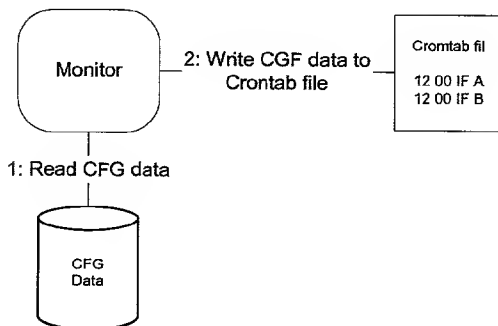 Monitor
2: Write CGF data to
Crontab file
Cromtab fil
12 00 IF A
12 00 IF B
1: Read CFG data
CFG
Data